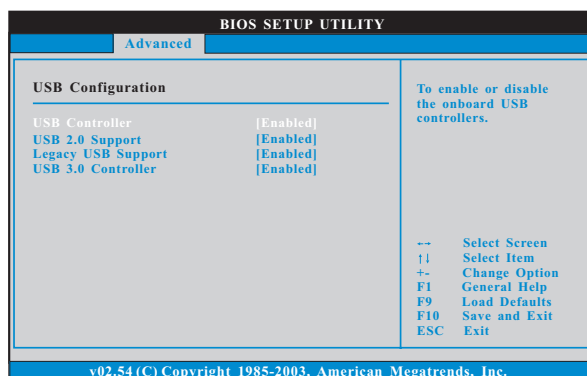 BIOS SETUP UTILITY
Advanced
USB Configuration
USB Controller [Enabled]
USB 2.0 Support [Enabled]
Legacy USB Support [Enabled]
USB 3.0 Controller [Enabled]
To enable or disable
the onboard USB
controllers.
←→ Select Screen
↑↓ Select Item
+- Change Option
F1 General Help
F9 Load Defaults
F10 Save and Exit
ESC Exit
v02.54 (C) Copyright 1985-2003, American Megatrends, Inc.